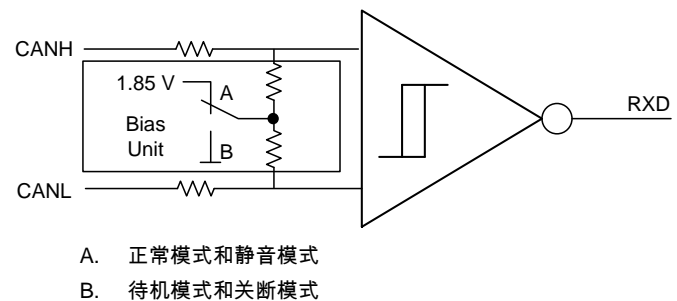 CANH
1.85 V
A
Bias
Unit
B
CANL
RXD
A. 正常模式和静音模式
B. 待机模式和关断模式